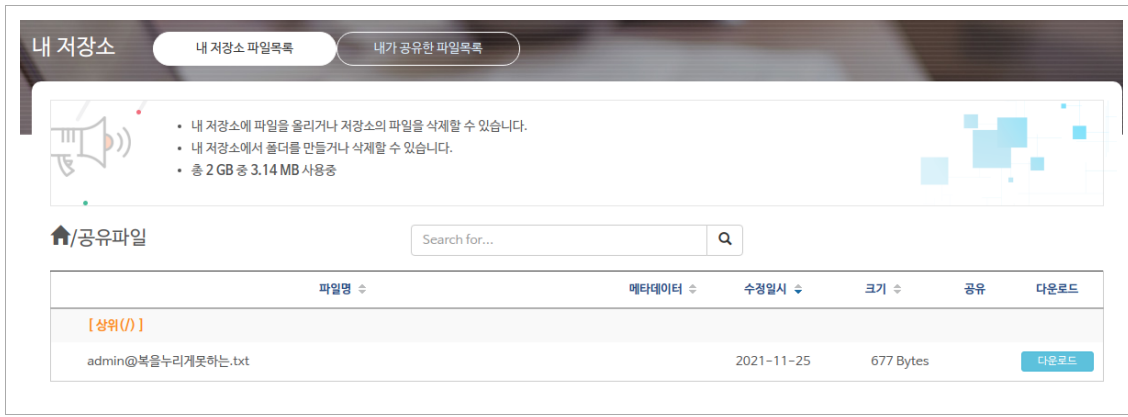 내 저장소 내 저장소 파일목록 내가 공유한 파일목록
• 내 저장소에 파일을 올리거나 저장소의 파일을 삭제할 수 있습니다.
• 내 저장소에서 폴더를 만들거나 삭제할 수 있습니다.
• 총 2 GB 중 3.14 MB 사용중
/공유파일 Search for...
파일명 메타데이터 수정일시 크기 공유 다운로드
[ 상위(/) ]
admin@복을누리게못하는.txt 2021-11-25 677 Bytes 다운로드